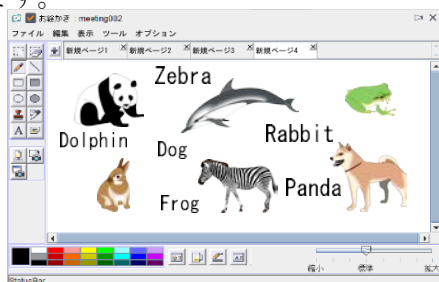 ます。
お絵かき : meeting002
ファイル 編集 表示 ツール オプション
新規ページ1 新規ページ2 新規ページ3 新規ページ4
Zebra
Dolphin
Dog
Rabbit
Frog
Panda
A
縮小 標準 拡大
StatusBar